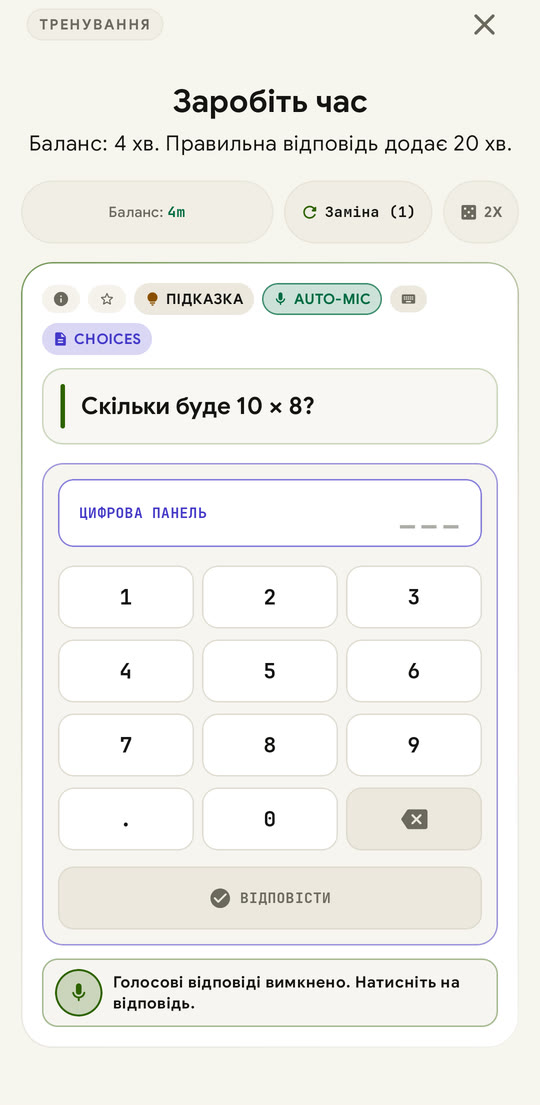 ТРЕНУВАННЯ
Заробіть час
Баланс: 4 хв. Правильна відповідь додає 20 хв.
Баланс: 4m
Заміна (1)
2X
ПІДКАЗКА
AUTO-MIC
CHOICES
Скільки буде 10 × 8?
ЦИФРОВА ПАНЕЛЬ
_ _ _
1 2 3
4 5 6
7 8 9
. 0
ВІДПОВІСТИ
Голосові відповіді вимкнено. Натисніть на
відповідь.